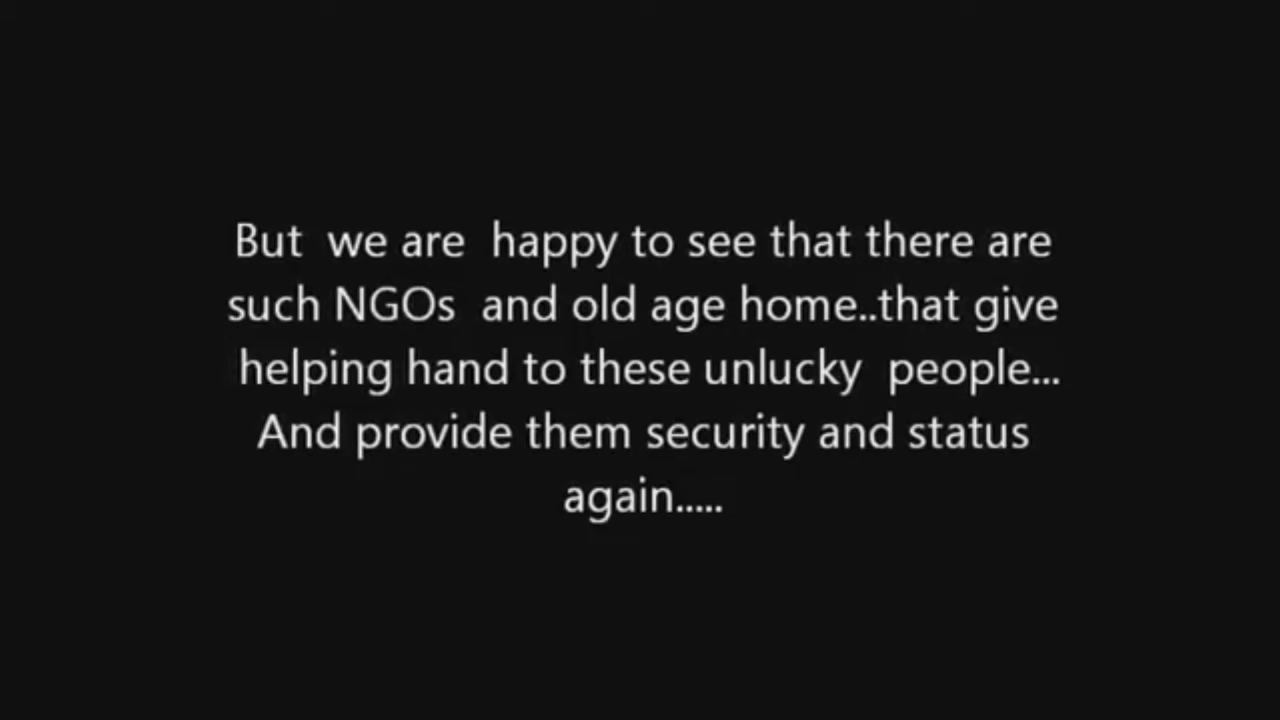 But  we are  happy to see that there are
such NGOs  and old age home..that give
helping hand to these unlucky  people...
And provide them security and status
again.....